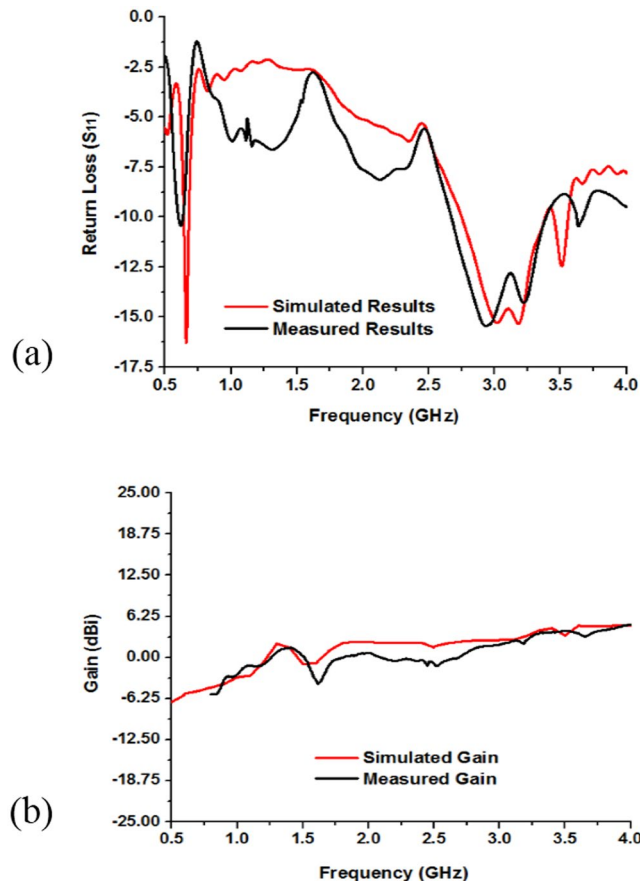 0.0
-2.5
-5.0
-7.5
-10.0
-12.5
-15.0
-17.5
Return Loss (S11)
Simulated Results
Measured Results
(a)
0.5 1.0 1.5 2.0 2.5 3.0 3.5 4.0
Frequency (GHz)
25.00
18.75
12.50
6.25
0.00
-6.25
-12.50
-18.75
-25.00
Gain (dBi)
Simulated Gain
Measured Gain
(b)
0.5 1.0 1.5 2.0 2.5 3.0 3.5 4.0
Frequency (GHz)